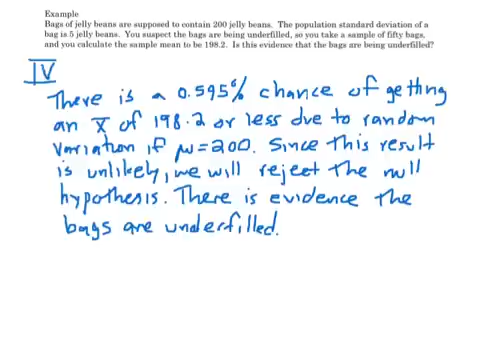 Example
Bags of jelly beans are supposed to contain 200 jelly beans. The population standard deviation of a
bag is 5 jelly beans. You suspect the bags are being underfilled, so you take a sample of fifty bags,
and you calculate the sample mean to be 198.2. Is this evidence that the bags are being underfilled?
IV
There is a 0.595% chance of getting
an X̅ of 198.2 or less due to random
variation if μ=200. Since this result
is unlikely, we will reject the null
hypothesis. There is evidence the
bags are underfilled.